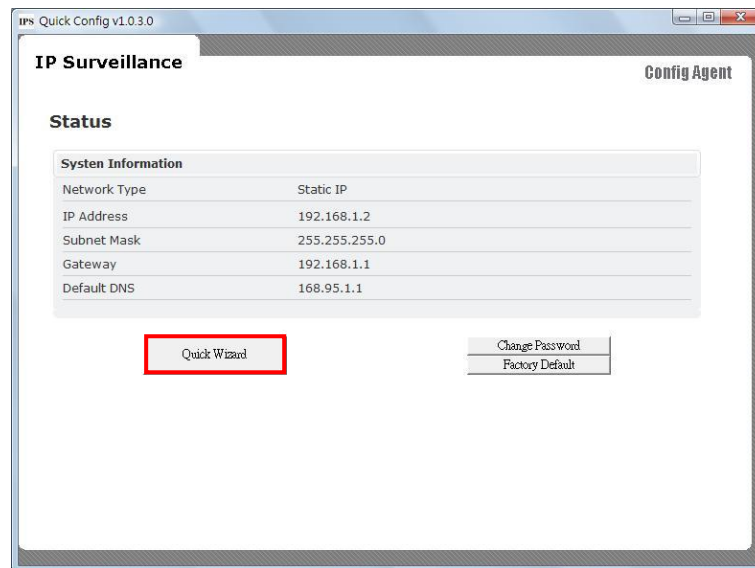 IPS Quick Config v1.0.3.0
IP Surveillance
Config Agent
Status
Systen Information
Network Type Static IP
IP Address 192.168.1.2
Subnet Mask 255.255.255.0
Gateway 192.168.1.1
Default DNS 168.95.1.1
Quick Wizard
Change Password
Factory Default